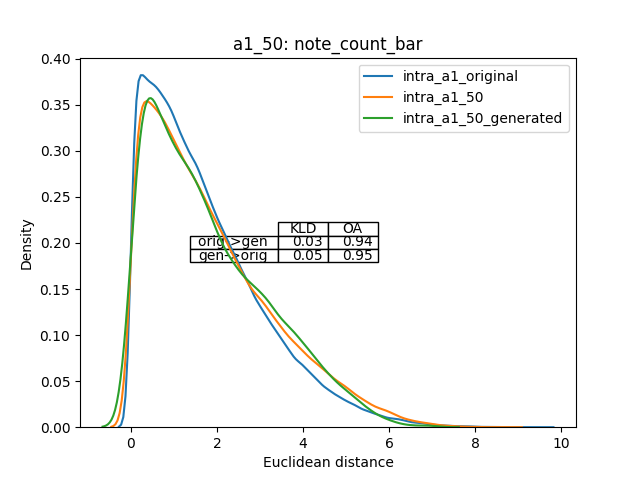 a1_50: note_count_bar
0.40
0.35
0.30
0.25
0.20
0.15
0.10
0.05
0.00
Density
intra_a1_original
intra_a1_50
intra_a1_50_generated
KLD OA
orig->gen 0.03 0.94
gen->orig 0.05 0.95
0 2 4 6 8 10
Euclidean distance